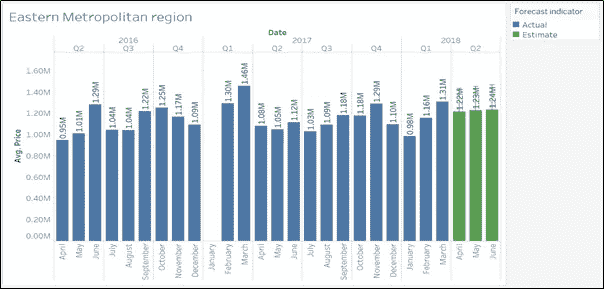 Eastern Metropolitan region
Forecast indicator
Actual
Estimate
Date
2016 2017 2018
Q2 Q3 Q4 Q1 Q2 Q3 Q4 Q1 Q2
Avg. Price
1.60M
1.40M
1.20M
1.00M
0.80M
0.60M
0.40M
0.20M
0.00M
0.95M 1.01M 1.29M 1.04M 1.04M 1.22M 1.25M 1.17M 1.09M 1.30M 1.46M 1.08M 1.05M 1.12M 1.03M 1.09M 1.18M 1.18M 1.29M 1.10M 0.98M 1.16M 1.31M 1.22M 1.23M 1.24M
April May June July August September October November December January February March April May June July August September October November December January February March April May June